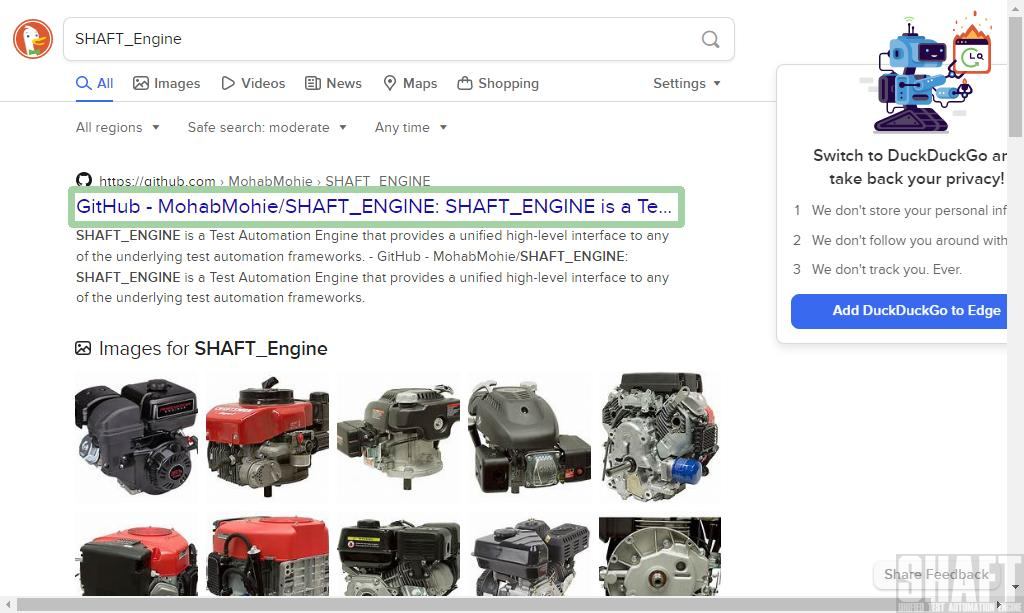 SHAFT_Engine
All
Images
Videos
News
Maps
Shopping
Settings
All regions
Safe search: moderate
Any time
https://github.com › MohabMohie › SHAFT_ENGINE
GitHub - MohabMohie/SHAFT_ENGINE: SHAFT_ENGINE is a Te...
SHAFT_ENGINE is a Test Automation Engine that provides a unified high-level interface to any
of the underlying test automation frameworks. - GitHub - MohabMohie/SHAFT_ENGINE:
SHAFT_ENGINE is a Test Automation Engine that provides a unified high-level interface to any
of the underlying test automation frameworks.
Images for SHAFT_Engine
Switch to DuckDuckGo an
take back your privacy!
1 We don't store your personal inf
2 We don't follow you around with
3 We don't track you. Ever.
Add DuckDuckGo to Edge
Share Feedback
SHAFT